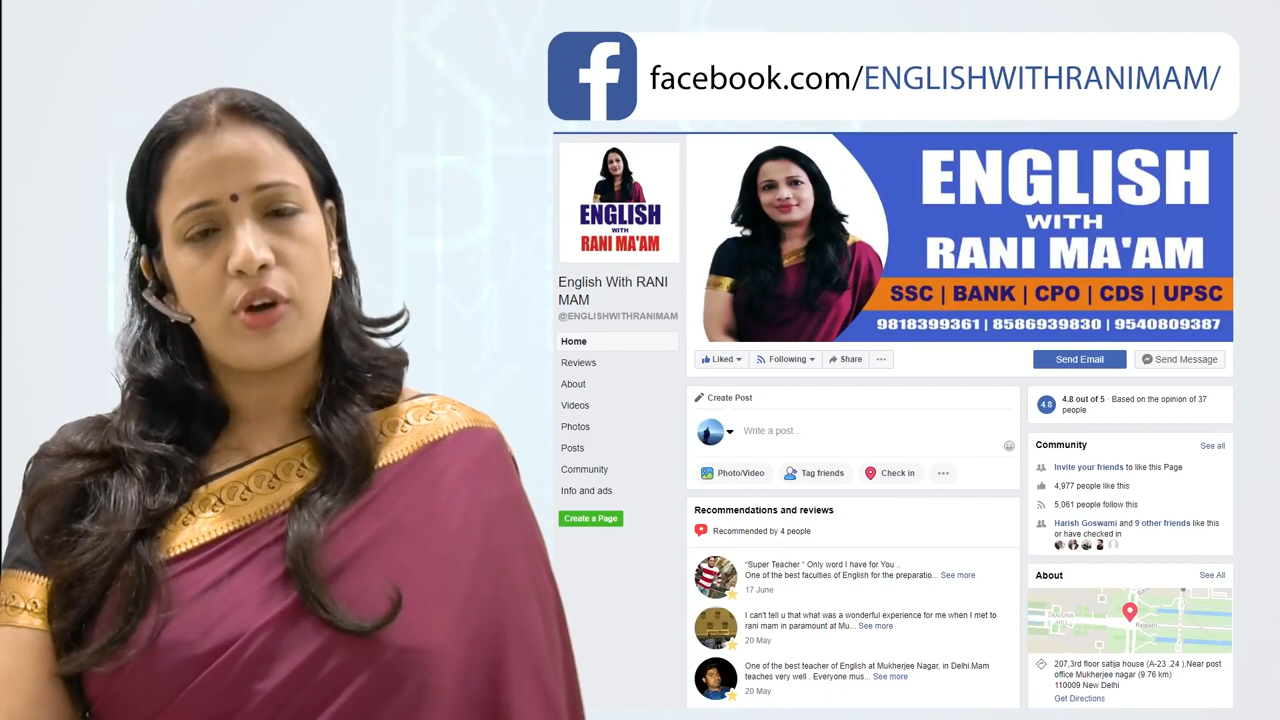 facebook.com/ENGLISHWITHRANIMAM/
ENGLISH
WITH
RANI MA'AM
English With RANI
MAM
@ENGLISHWITHRANIMAM
Home
Reviews
About
Videos
Photos
Posts
Community
Info and ads
Create a Page
ENGLISH
WITH
RANI MA'AM
SSC | BANK | CPO | CDS | UPSC
9818399361 | 8586939830 | 9540809387
Liked
Following
Share
Send Email
Send Message
Create Post
Write a post...
Photo/Video
Tag friends
Check in
Recommendations and reviews
Recommended by 4 people
"Super Teacher " Only word I have for You ..
One of the best faculties of English for the preparatio... See more
17 June
I can't tell u that what was a wonderful experience for me when I met to
rani mam in paramount at Mu... See more
20 May
One of the best teacher of English at Mukherjee Nagar, in Delhi.Mam
teaches very well . Everyone mus... See more
20 May
4.8
4.8 out of 5 · Based on the opinion of 37
people
Community
See all
Invite your friends to like this Page
4,977 people like this
5,061 people follow this
Harish Goswami and 9 other friends like this
or have checked in
About
See All
Rajpath
207,3rd floor satija house (A-23 ,24 ).Near post
office Mukherjee nagar (9.76 km)
110009 New Delhi
Get Directions